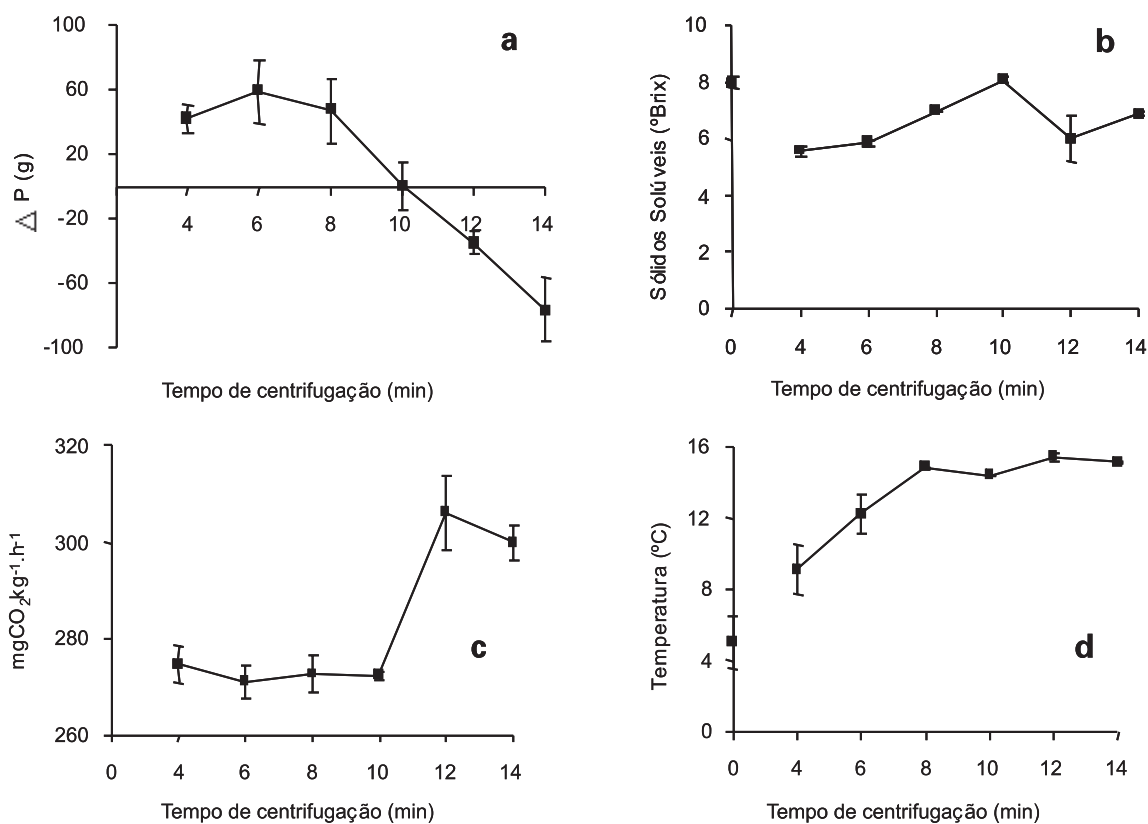 100
60
20
-20
-60
-100
△ P (g)
4 6 8 10 12 14
a
Tempo de centrifugação (min)
10
8
6
4
2
0
Sólidos Solúveis (ºBrix)
0 4 6 8 10 12 14
b
Tempo de centrifugação (min)
320
300
280
260
mgCO₂kg⁻¹.h⁻¹
0 4 6 8 10 12 14
c
Tempo de centrifugação (min)
16
12
8
4
0
Temperatura (ºC)
0 4 6 8 10 12 14
d
Tempo de centrifugação (min)